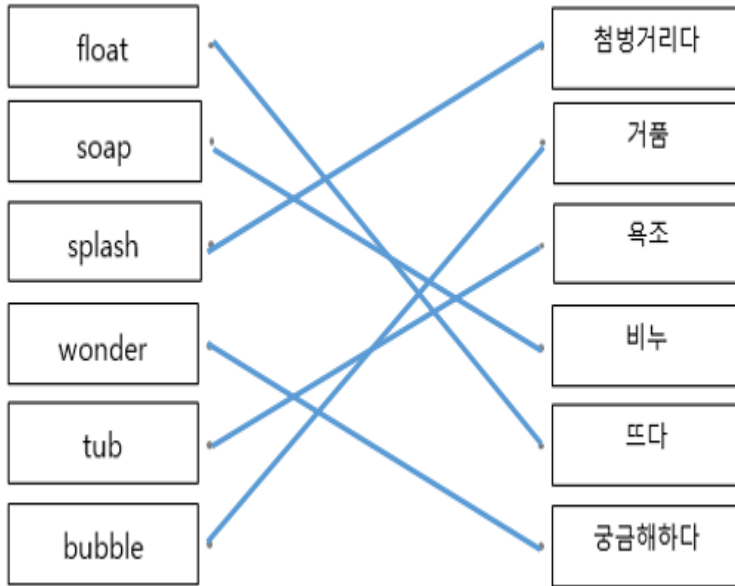 float
첨벙거리다
soap
거품
splash
욕조
wonder
비누
tub
뜨다
bubble
궁금해하다